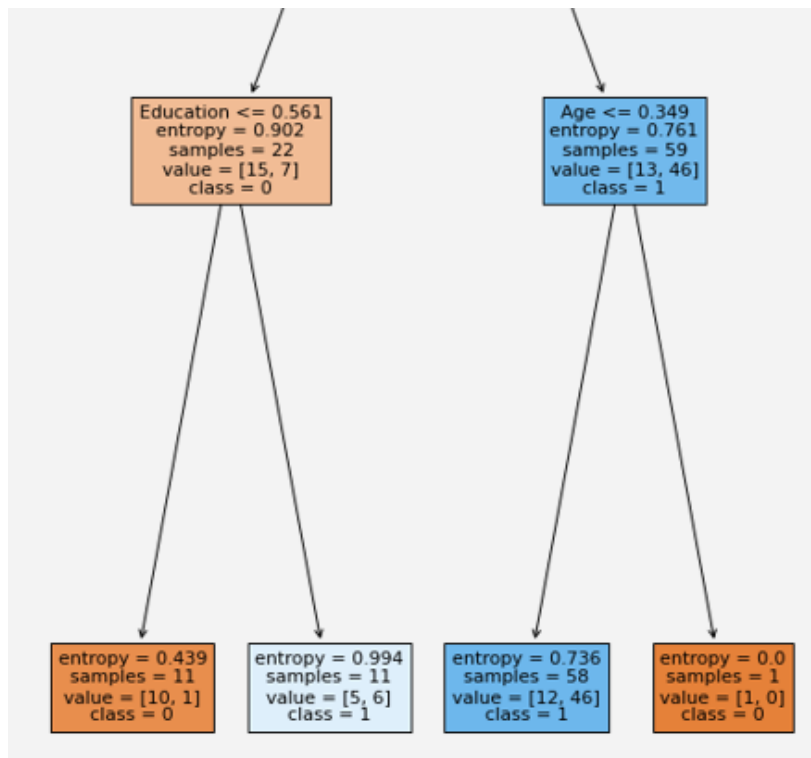 Education <= 0.561
entropy = 0.902
samples = 22
value = [15, 7]
class = 0
Age <= 0.349
entropy = 0.761
samples = 59
value = [13, 46]
class = 1
entropy = 0.439
samples = 11
value = [10, 1]
class = 0
entropy = 0.994
samples = 11
value = [5, 6]
class = 1
entropy = 0.736
samples = 58
value = [12, 46]
class = 1
entropy = 0.0
samples = 1
value = [1, 0]
class = 0